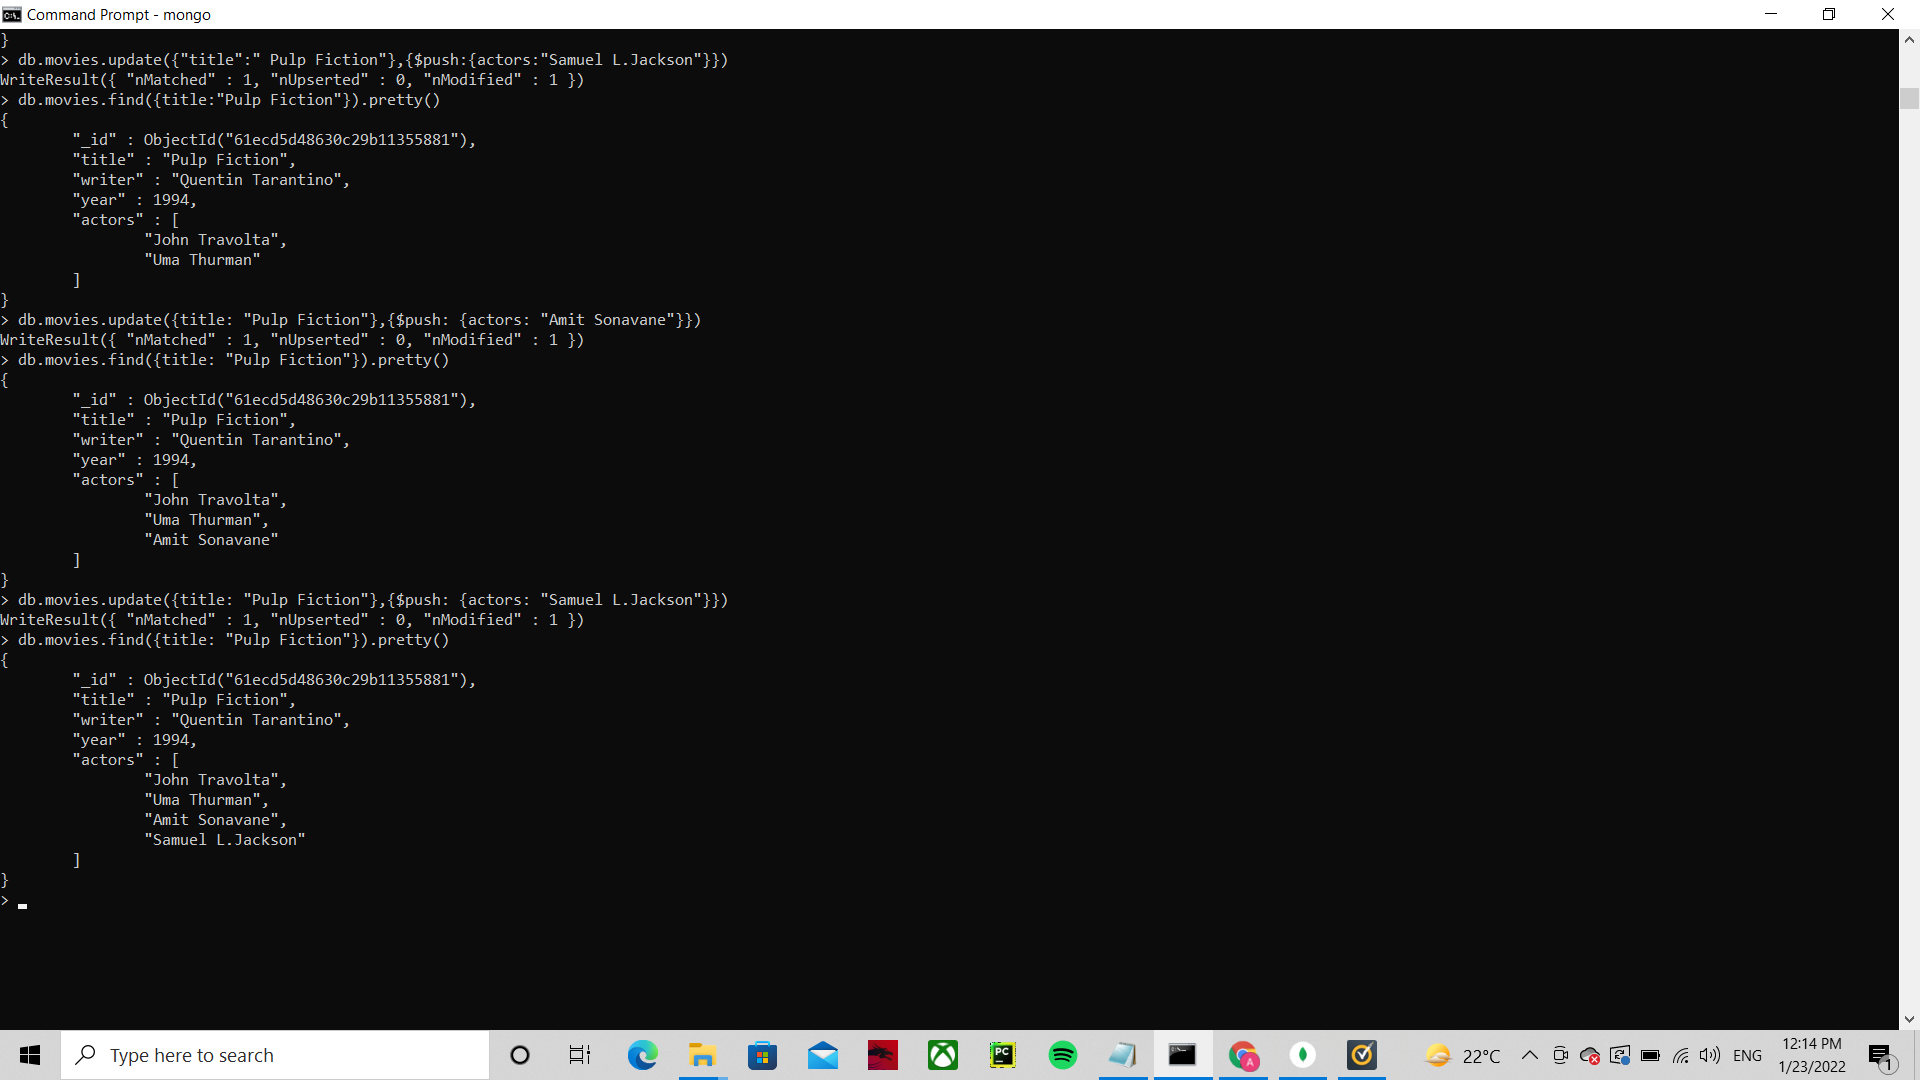 Command Prompt - mongo
}
> db.movies.update({"title":" Pulp Fiction"},{$push:{actors:"Samuel L.Jackson"}})
WriteResult({ "nMatched" : 1, "nUpserted" : 0, "nModified" : 1 })
> db.movies.find({title:"Pulp Fiction"}).pretty()
{
        "_id" : ObjectId("61ecd5d48630c29b11355881"),
        "title" : "Pulp Fiction",
        "writer" : "Quentin Tarantino",
        "year" : 1994,
        "actors" : [
                "John Travolta",
                "Uma Thurman"
        ]
}
> db.movies.update({title: "Pulp Fiction"},{$push: {actors: "Amit Sonavane"}})
WriteResult({ "nMatched" : 1, "nUpserted" : 0, "nModified" : 1 })
> db.movies.find({title: "Pulp Fiction"}).pretty()
{
        "_id" : ObjectId("61ecd5d48630c29b11355881"),
        "title" : "Pulp Fiction",
        "writer" : "Quentin Tarantino",
        "year" : 1994,
        "actors" : [
                "John Travolta",
                "Uma Thurman",
                "Amit Sonavane"
        ]
}
> db.movies.update({title: "Pulp Fiction"},{$push: {actors: "Samuel L.Jackson"}})
WriteResult({ "nMatched" : 1, "nUpserted" : 0, "nModified" : 1 })
> db.movies.find({title: "Pulp Fiction"}).pretty()
{
        "_id" : ObjectId("61ecd5d48630c29b11355881"),
        "title" : "Pulp Fiction",
        "writer" : "Quentin Tarantino",
        "year" : 1994,
        "actors" : [
                "John Travolta",
                "Uma Thurman",
                "Amit Sonavane",
                "Samuel L.Jackson"
        ]
}
>
Type here to search
PC
A
22°C
ENG
12:14 PM
1/23/2022
1